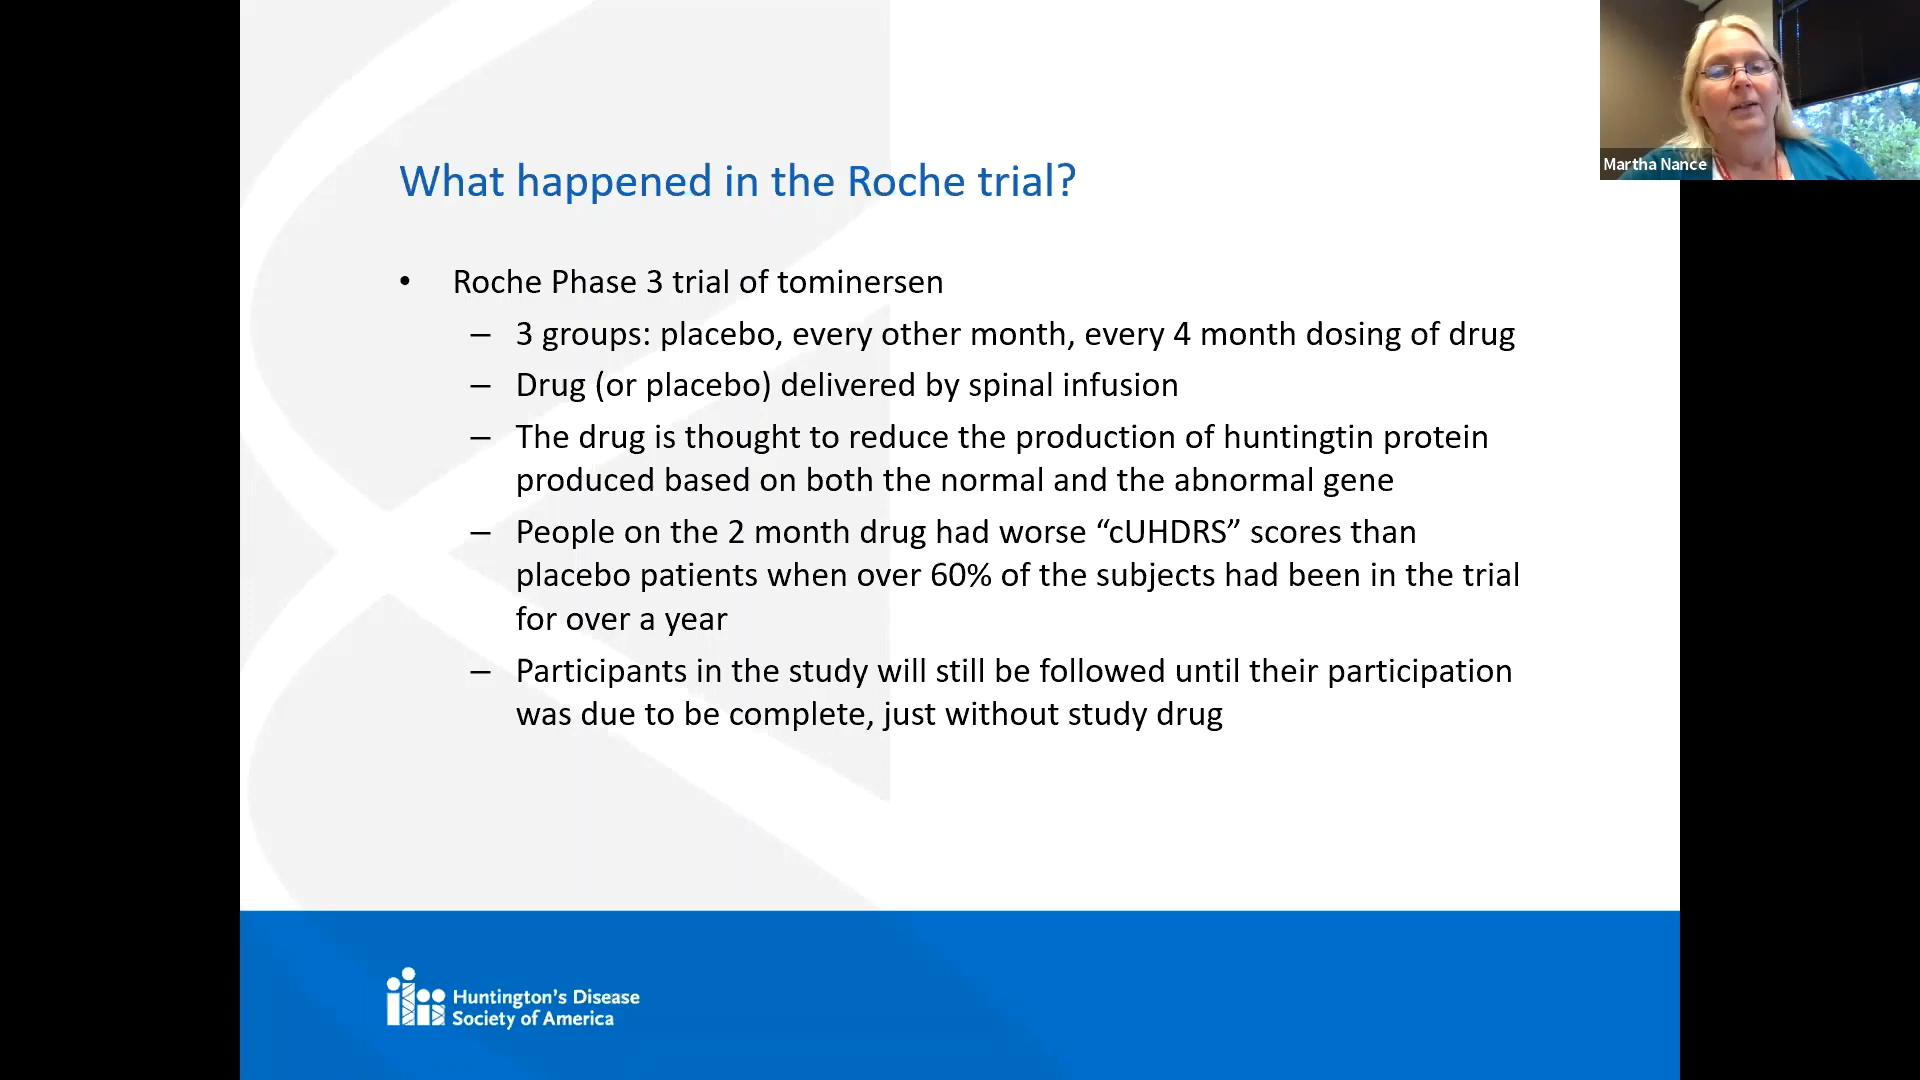 What happened in the Roche trial?
• Roche Phase 3 trial of tominersen
– 3 groups: placebo, every other month, every 4 month dosing of drug
– Drug (or placebo) delivered by spinal infusion
– The drug is thought to reduce the production of huntingtin protein
produced based on both the normal and the abnormal gene
– People on the 2 month drug had worse “cUHDRS” scores than
placebo patients when over 60% of the subjects had been in the trial
for over a year
– Participants in the study will still be followed until their participation
was due to be complete, just without study drug
Martha Nance
Huntington’s Disease
Society of America